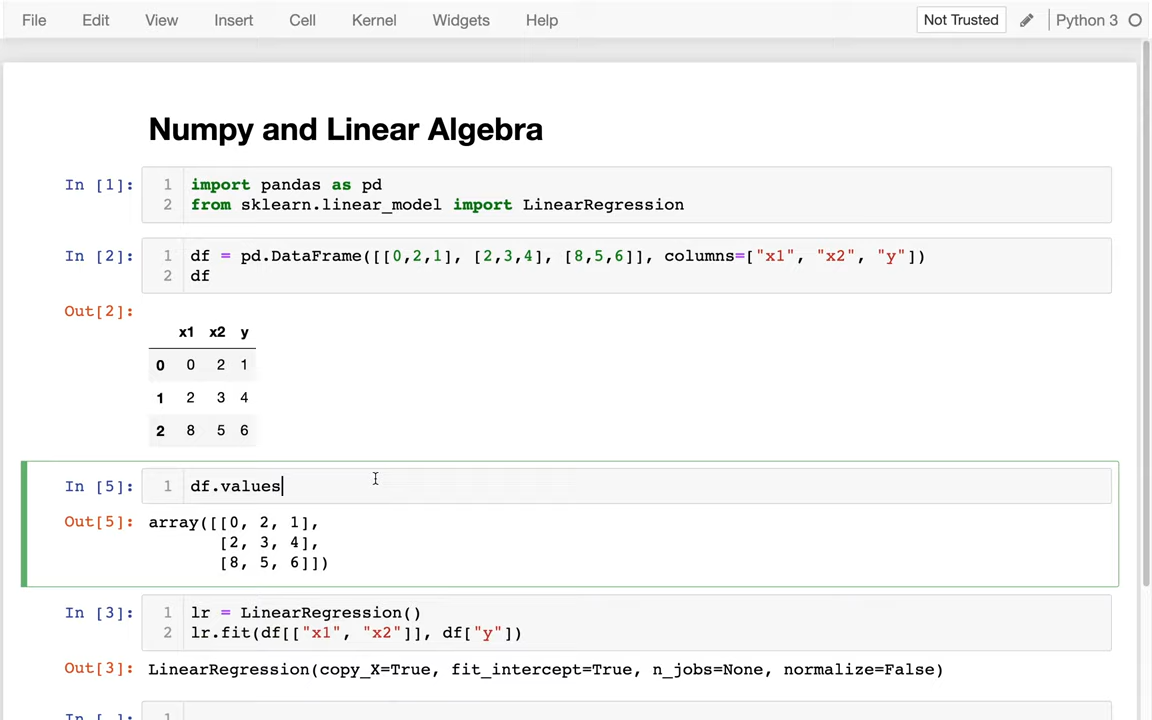 File Edit View Insert Cell Kernel Widgets Help Not Trusted Python 3
Numpy and Linear Algebra
In [1]: 1 import pandas as pd
2 from sklearn.linear_model import LinearRegression
In [2]: 1 df = pd.DataFrame([[0,2,1], [2,3,4], [8,5,6]], columns=["x1", "x2", "y"])
2 df
Out[2]:
x1 x2 y
0 0 2 1
1 2 3 4
2 8 5 6
In [5]: 1 df.values
Out[5]: array([[0, 2, 1],
[2, 3, 4],
[8, 5, 6]])
In [3]: 1 lr = LinearRegression()
2 lr.fit(df[["x1", "x2"]], df["y"])
Out[3]: LinearRegression(copy_X=True, fit_intercept=True, n_jobs=None, normalize=False)
In [ ]: 1